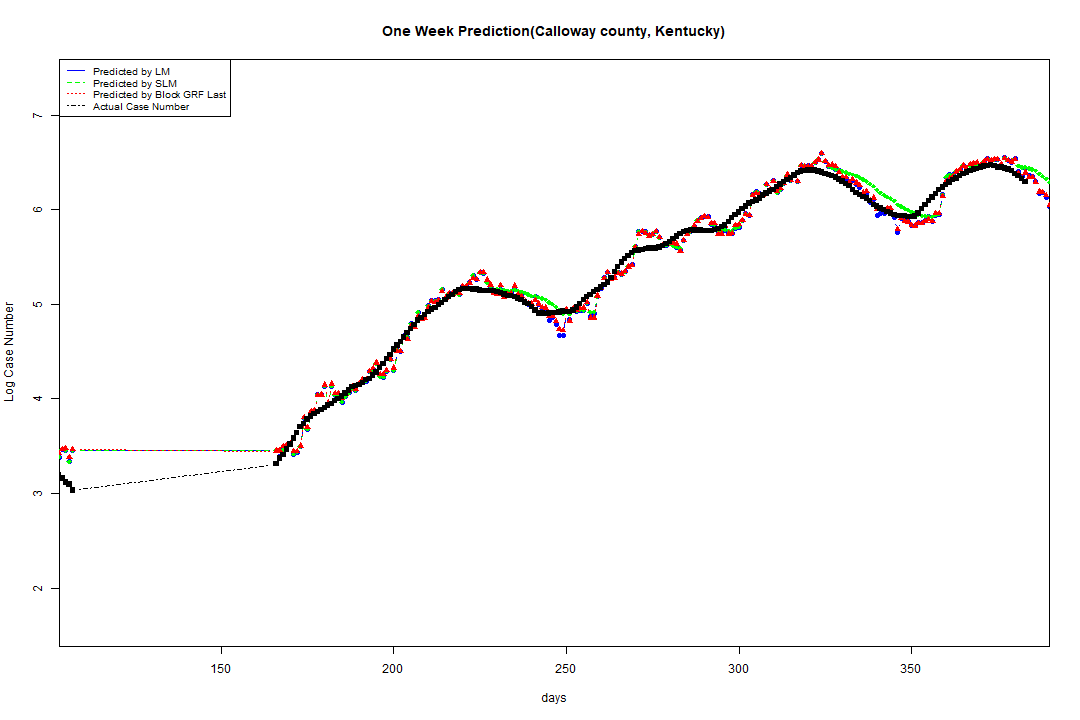 One Week Prediction(Calloway county, Kentucky)
Predicted by LM
Predicted by SLM
Predicted by Block GRF Last
Actual Case Number
Log Case Number
7
6
5
4
3
2
150 200 250 300 350
days